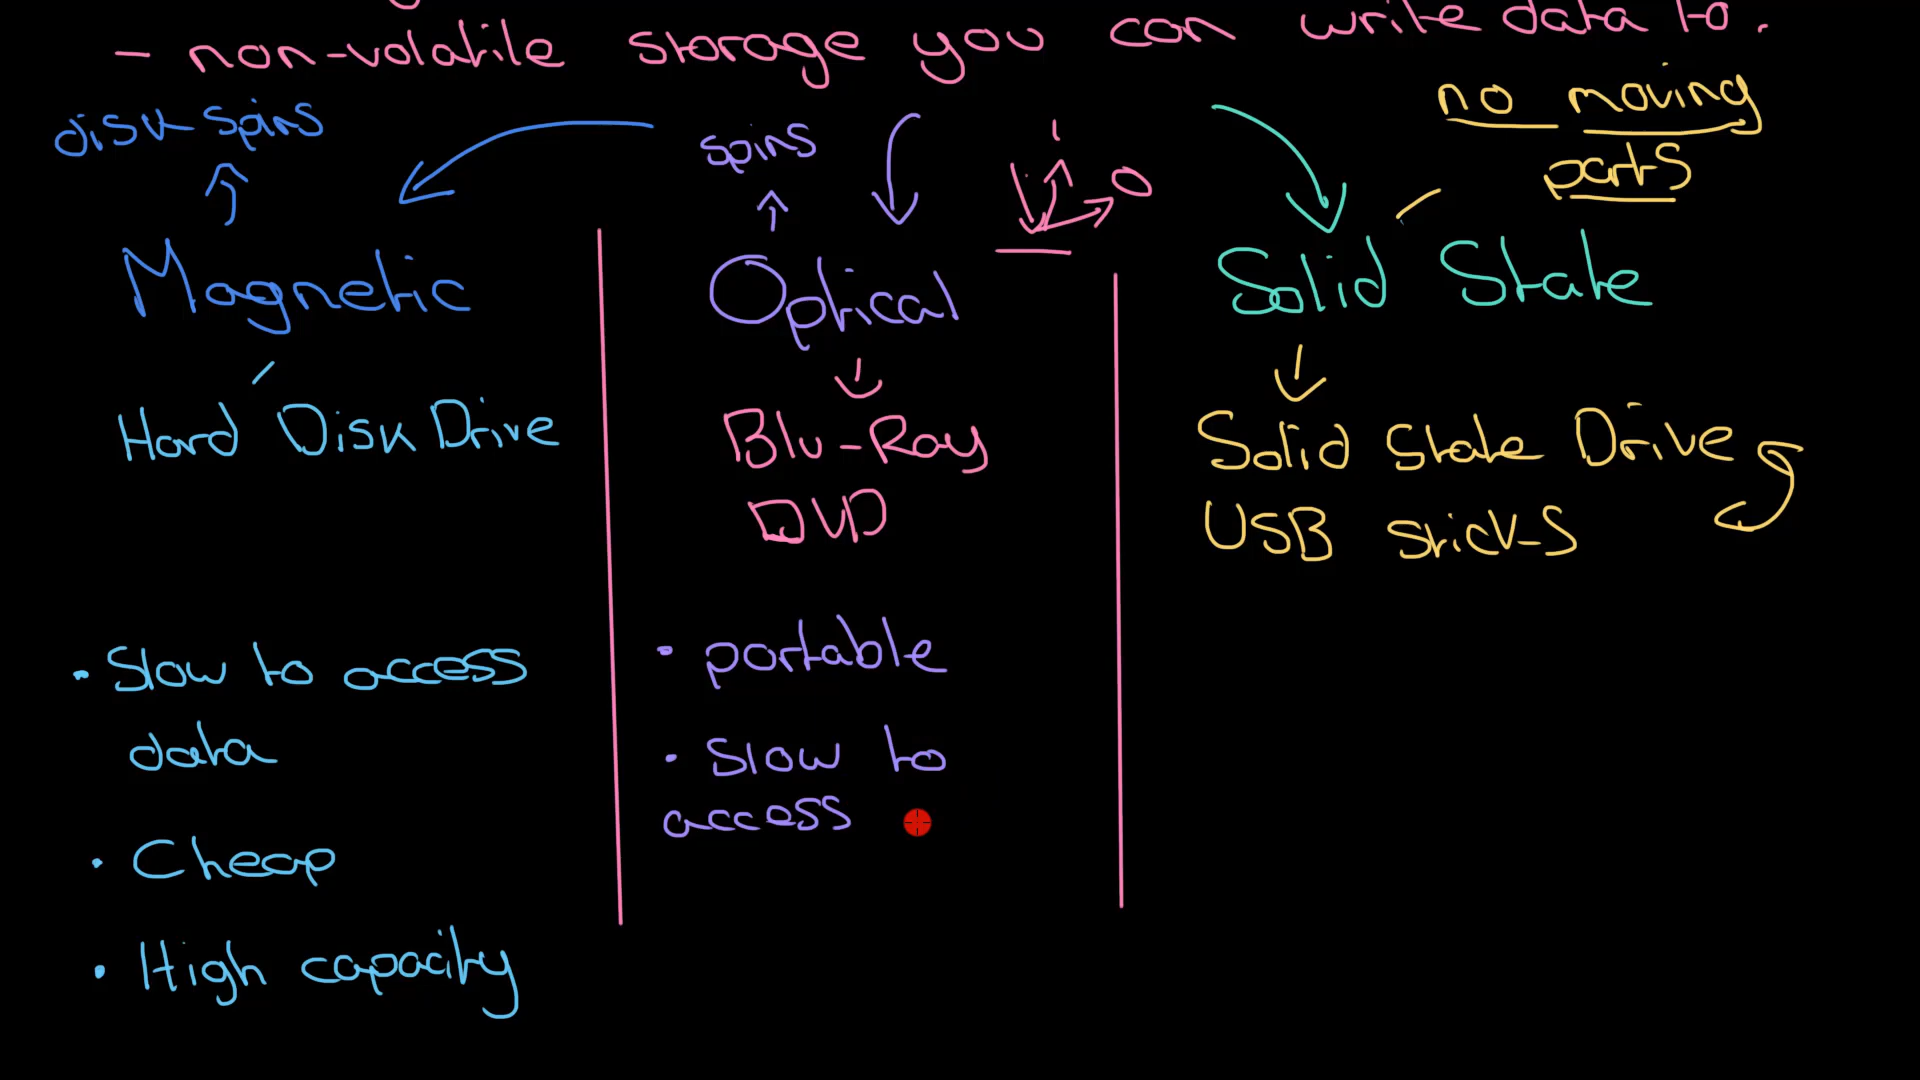 - non-volatile storage you can write data to.
disk spins
spins
1
0
no moving
parts
Magnetic
Optical
Solid State
Hard Disk Drive
Blu-Ray
DVD
Solid State Drive
USB sticks
• Slow to access
data
• Cheap
• High capacity
• portable
• Slow to
access